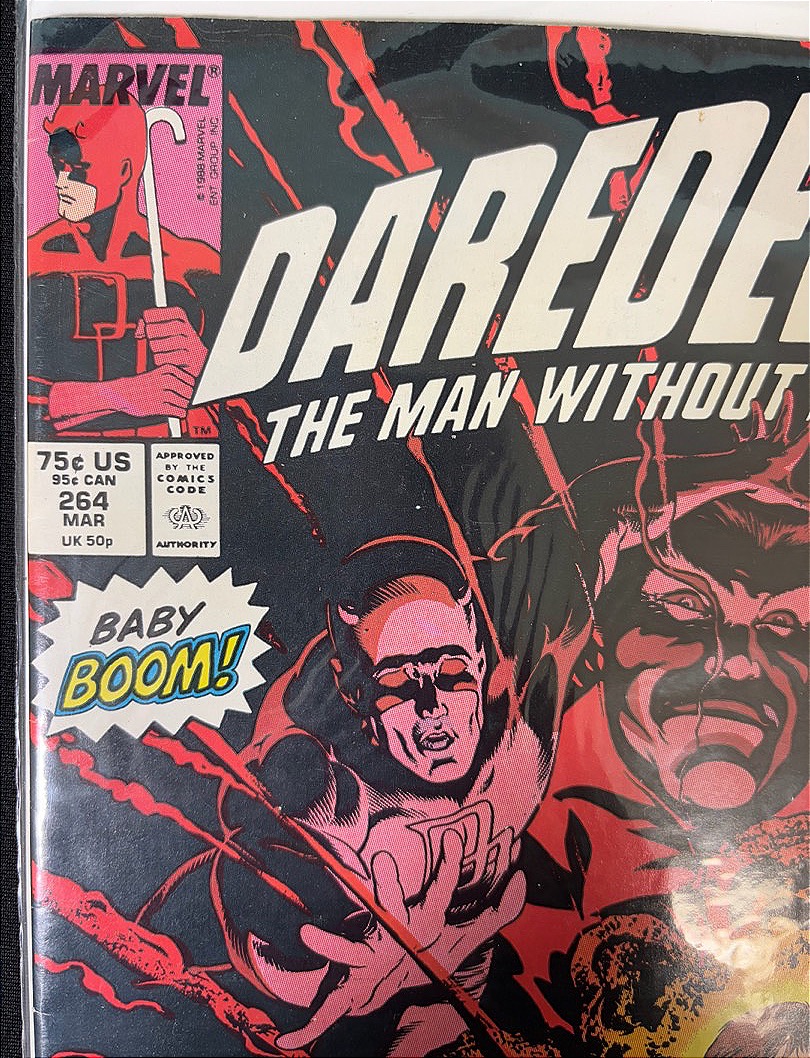 MARVEL®
© 1988 MARVEL
ENT GROUP, INC
DAREDE
THE MAN WITHOUT
TM
75¢ US
95¢ CAN
264
MAR
UK 50p
APPROVED
BY THE
COMICS
CODE
AUTHORITY
BABY
BOOM!